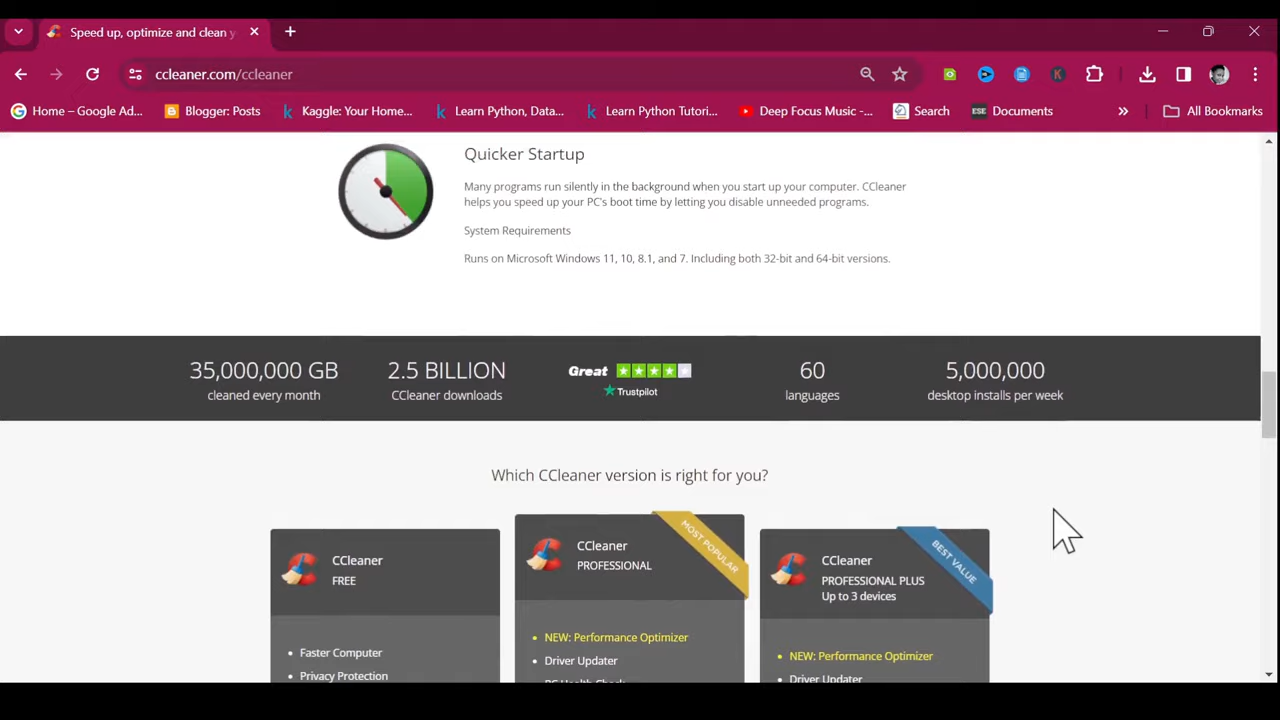 Speed up, optimize and clean y
ccleaner.com/ccleaner
Home – Google Ad...
Blogger: Posts
Kaggle: Your Home...
Learn Python, Data...
Learn Python Tutori...
Deep Focus Music -...
Search
ESE
Documents
»
All Bookmarks
Quicker Startup
Many programs run silently in the background when you start up your computer. CCleaner
helps you speed up your PC's boot time by letting you disable unneeded programs.
System Requirements
Runs on Microsoft Windows 11, 10, 8.1, and 7. Including both 32-bit and 64-bit versions.
35,000,000 GB
cleaned every month
2.5 BILLION
CCleaner downloads
Great
Trustpilot
60
languages
5,000,000
desktop installs per week
Which CCleaner version is right for you?
CCleaner
FREE
• Faster Computer
• Privacy Protection
CCleaner
PROFESSIONAL
MOST POPULAR
• NEW: Performance Optimizer
• Driver Updater
PC Health Check
CCleaner
PROFESSIONAL PLUS
Up to 3 devices
BEST VALUE
• NEW: Performance Optimizer
• Driver Updater